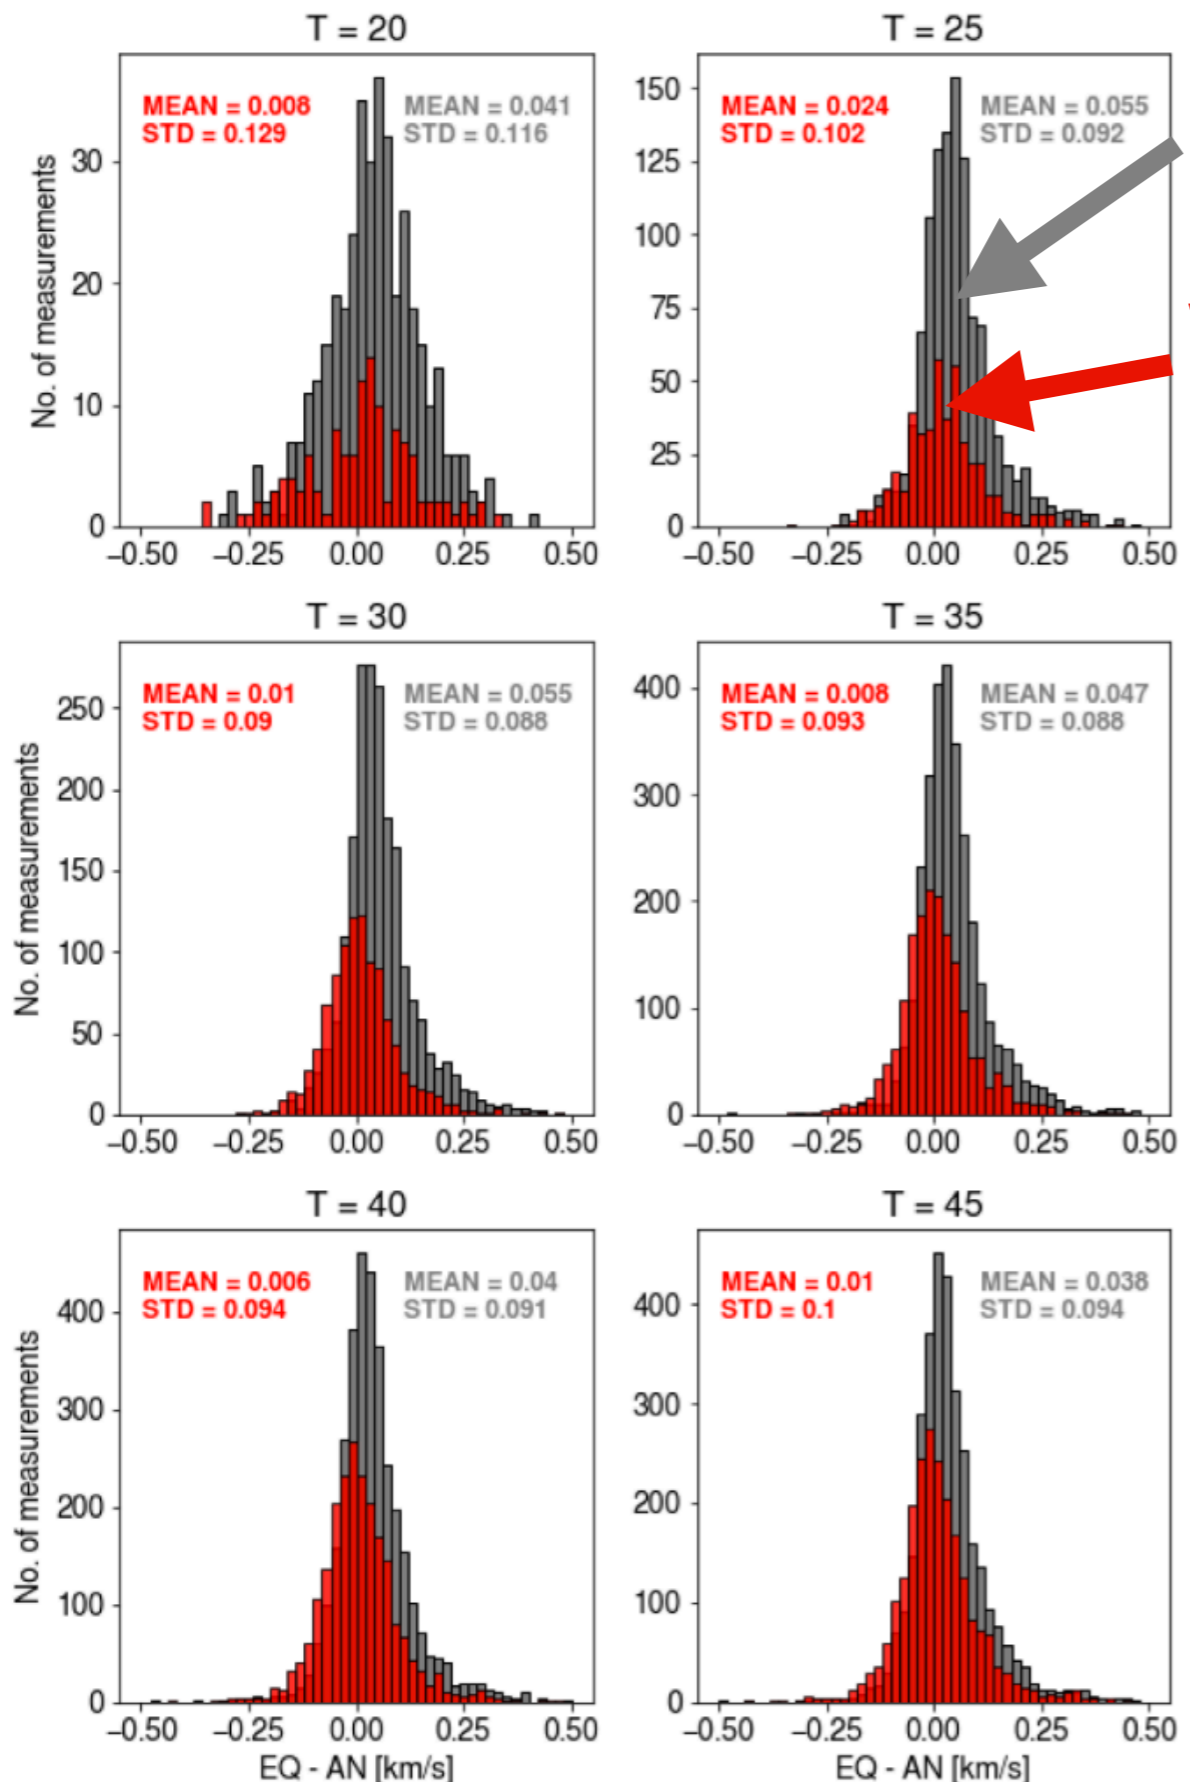 T = 20
MEAN = 0.008
STD = 0.129
MEAN = 0.041
STD = 0.116
No. of measurements
30
20
10
0
−0.50 −0.25 0.00 0.25 0.50
T = 25
MEAN = 0.024
STD = 0.102
MEAN = 0.055
STD = 0.092
150
125
100
75
50
25
0
−0.50 −0.25 0.00 0.25 0.50
T = 30
MEAN = 0.01
STD = 0.09
MEAN = 0.055
STD = 0.088
No. of measurements
250
200
150
100
50
0
−0.50 −0.25 0.00 0.25 0.50
T = 35
MEAN = 0.008
STD = 0.093
MEAN = 0.047
STD = 0.088
400
300
200
100
0
−0.50 −0.25 0.00 0.25 0.50
T = 40
MEAN = 0.006
STD = 0.094
MEAN = 0.04
STD = 0.091
No. of measurements
400
300
200
100
0
−0.50 −0.25 0.00 0.25 0.50
EQ - AN [km/s]
T = 45
MEAN = 0.01
STD = 0.1
MEAN = 0.038
STD = 0.094
400
300
200
100
0
−0.50 −0.25 0.00 0.25 0.50
EQ - AN [km/s]